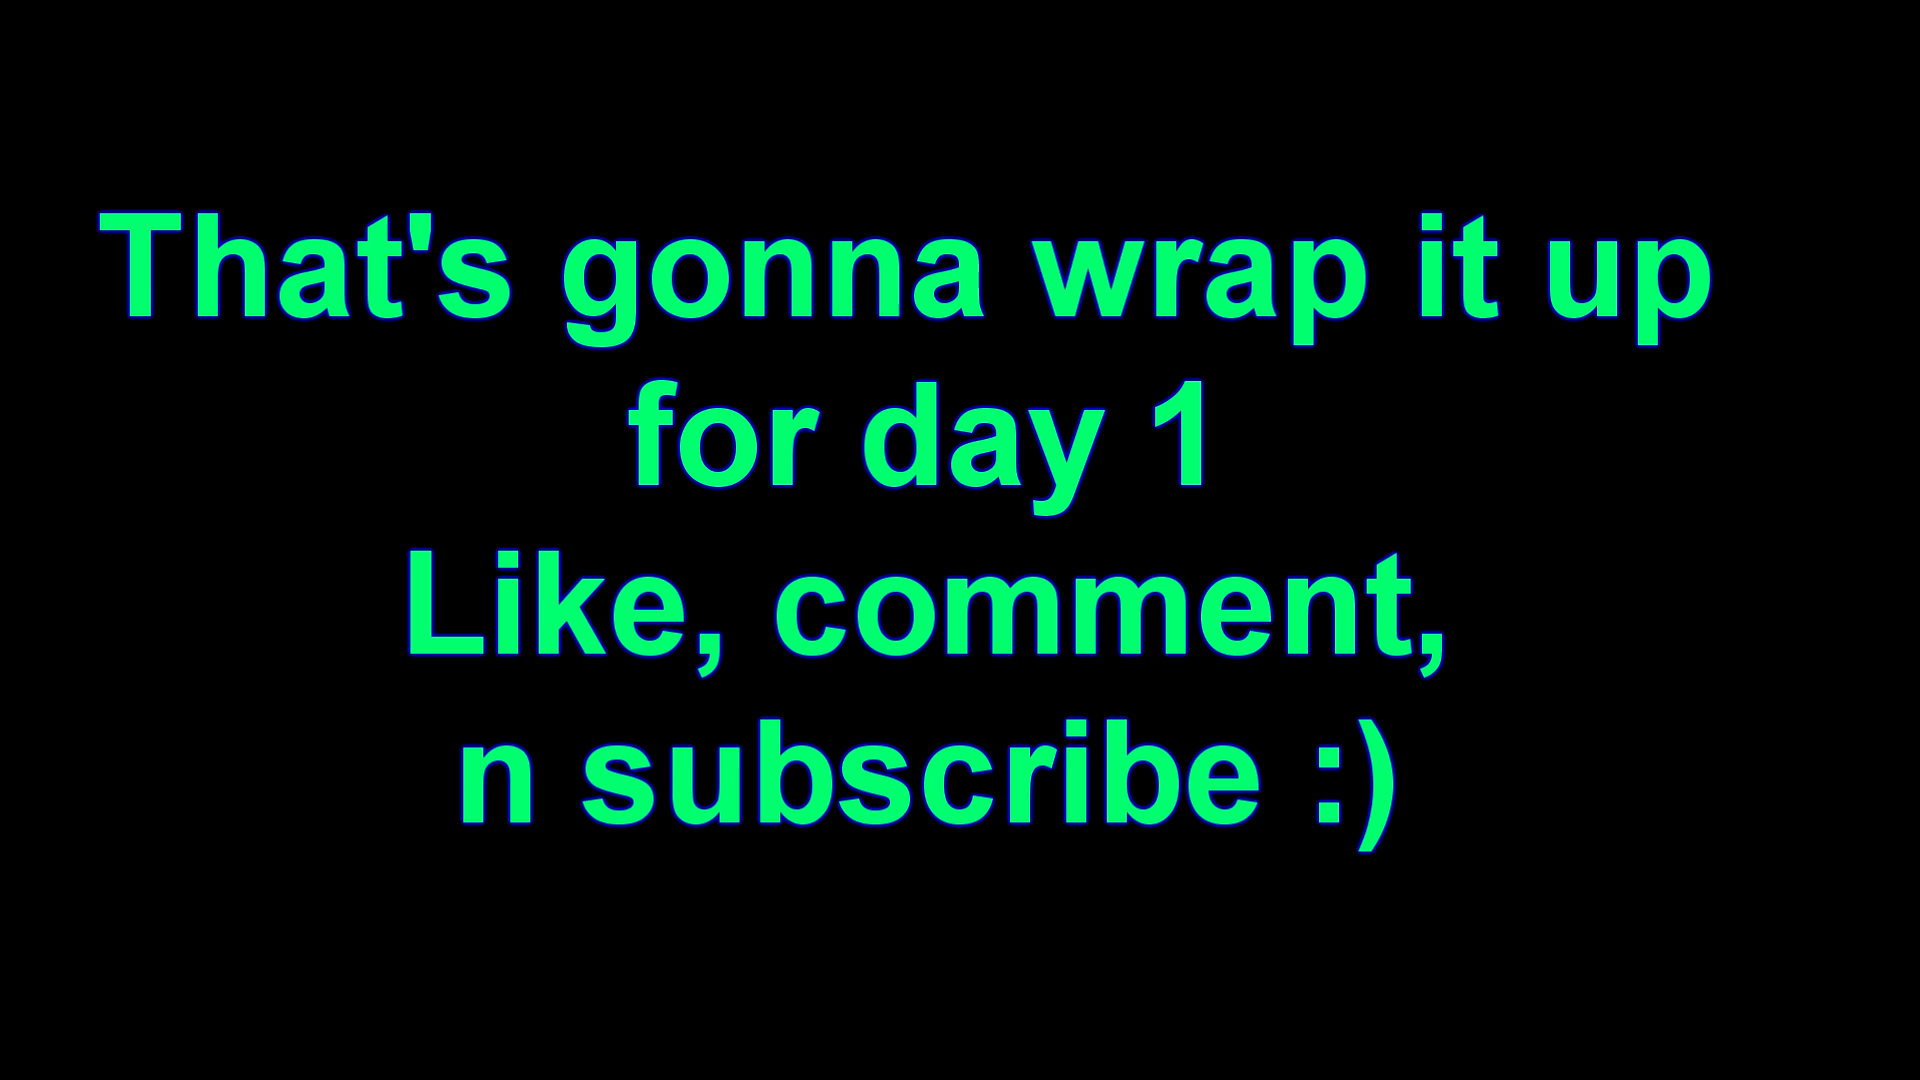 That's gonna wrap it up
for day 1
Like, comment,
n subscribe :)